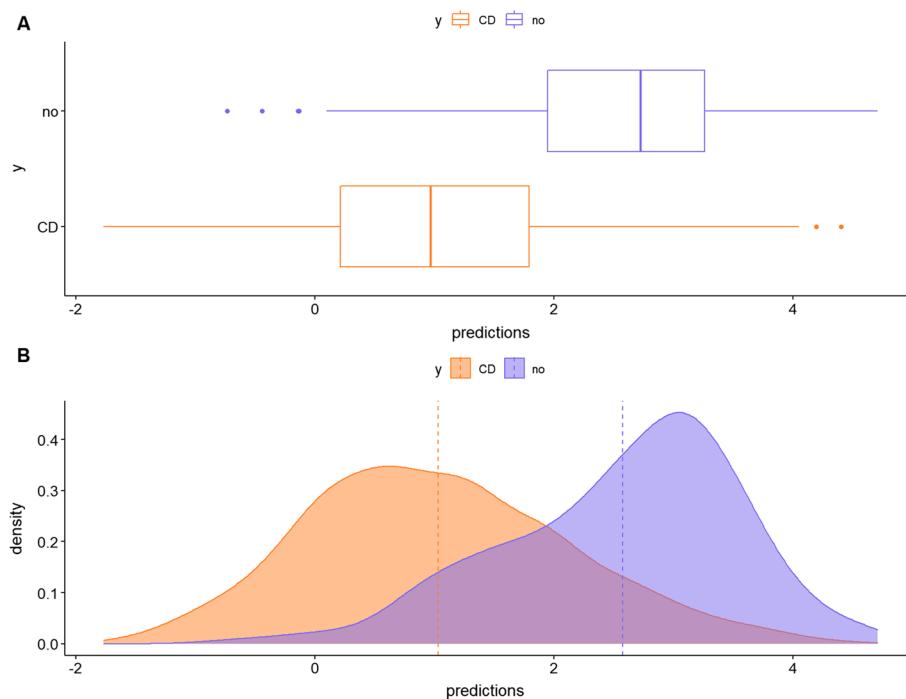 A
y CD no
no
y
CD
-2 0 2 4
predictions
B
y CD no
0.4
0.3
density
0.2
0.1
0.0
-2 0 2 4
predictions